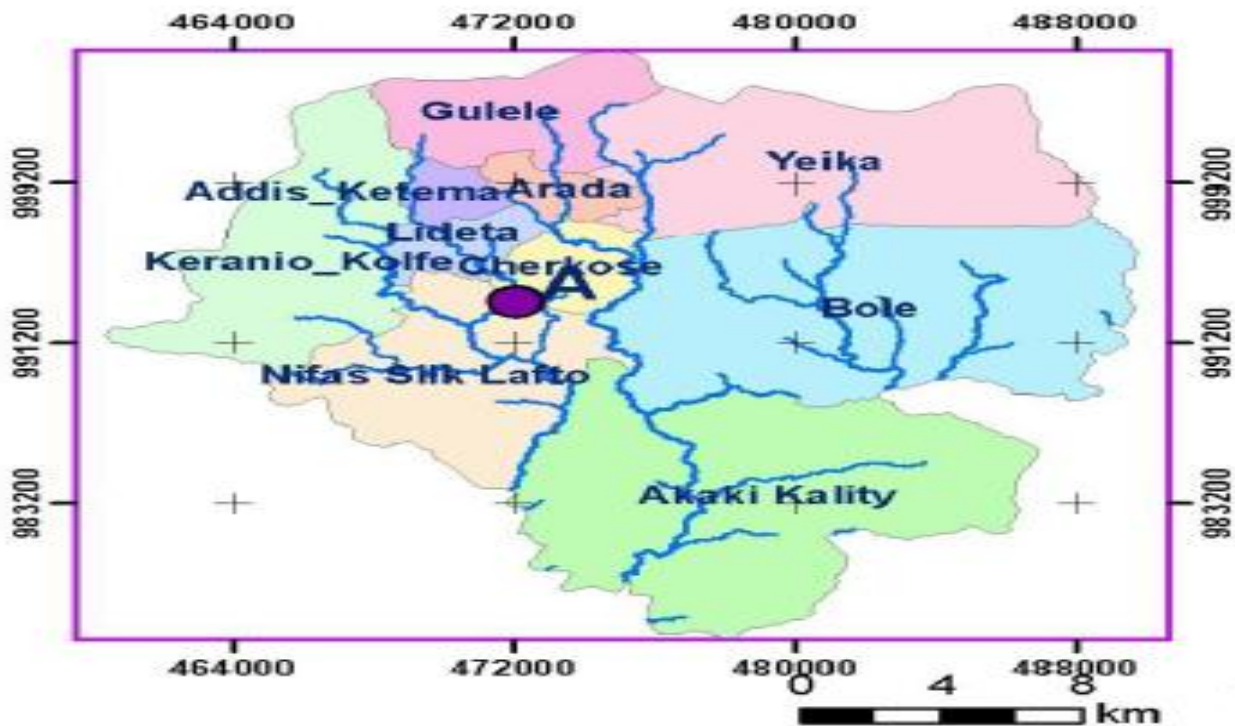 464000 472000 480000 488000
Gulele
Yeika
999200 999200
Addis_Ketema Arada
Lideta
Keranio_Kolfe Cherkose
A
Bole
991200 991200
Nifas Silk Lafto
Akaki Kality
983200 983200
464000 472000 480000 488000
0 4 8
km